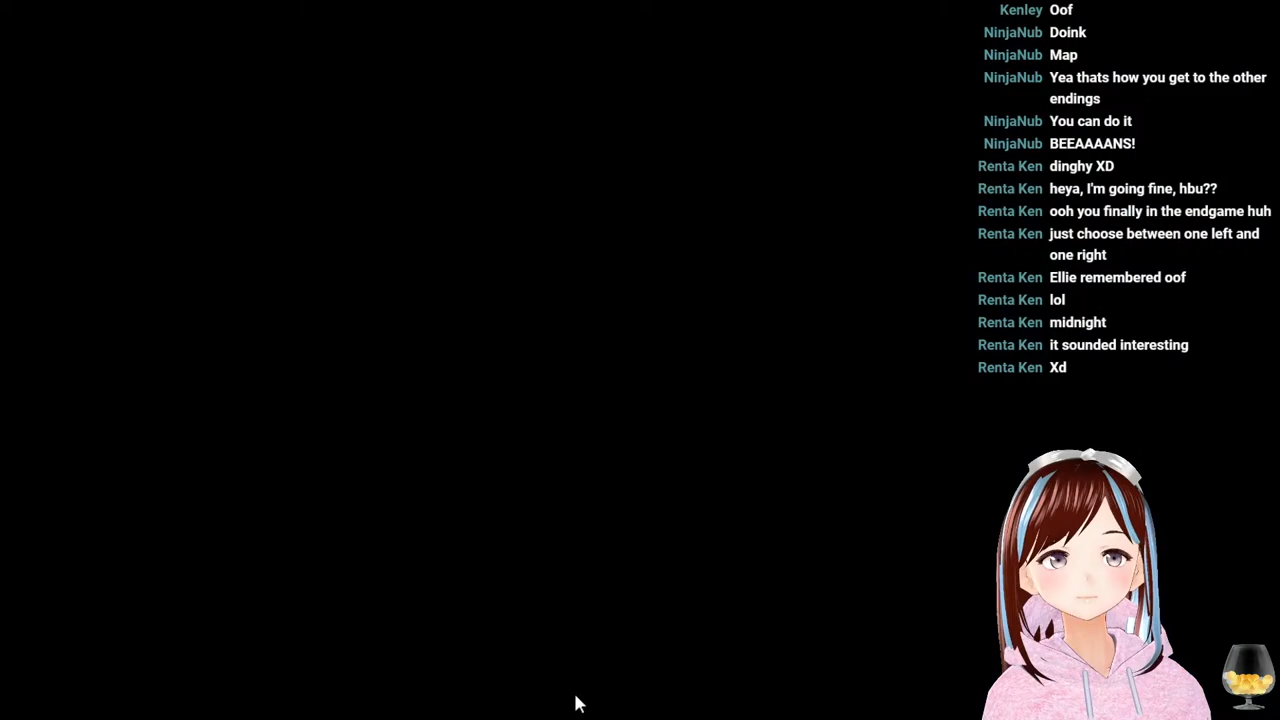 Kenley Oof
NinjaNub Doink
NinjaNub Map
NinjaNub Yea thats how you get to the other
endings
NinjaNub You can do it
NinjaNub BEEAAAANS!
Renta Ken dinghy XD
Renta Ken heya, I'm going fine, hbu??
Renta Ken ooh you finally in the endgame huh
Renta Ken just choose between one left and
one right
Renta Ken Ellie remembered oof
Renta Ken lol
Renta Ken midnight
Renta Ken it sounded interesting
Renta Ken Xd